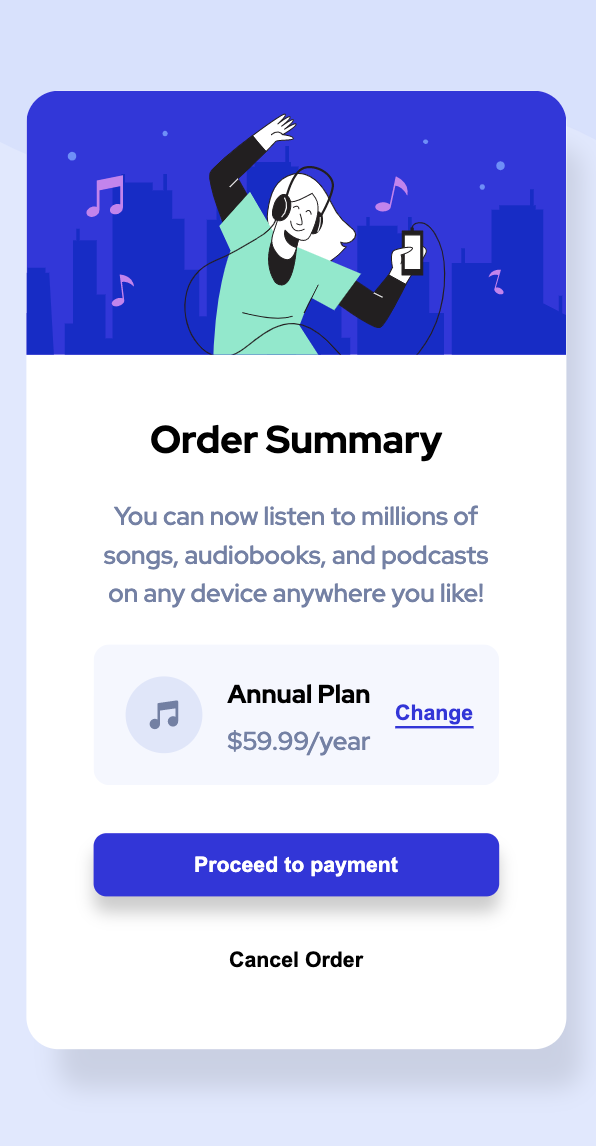 Order Summary
You can now listen to millions of
songs, audiobooks, and podcasts
on any device anywhere you like!
Annual Plan
Change
$59.99/year
Proceed to payment
Cancel Order